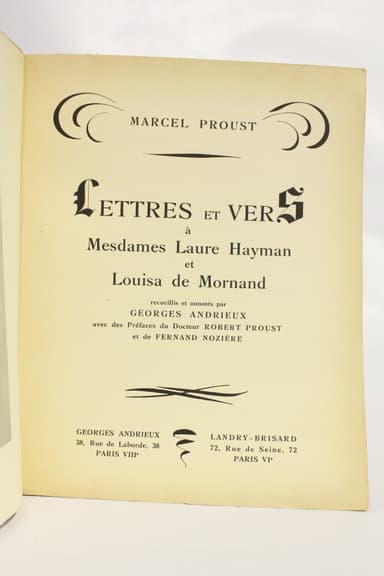 MARCEL PROUST
LETTRES ET VERS
à
Mesdames Laure Hayman
et
Louisa de Mornand
recueillis et annotés par
GEORGES ANDRIEUX
avec des Préfaces du Docteur ROBERT PROUST
et de FERNAND NOZIÈRE
GEORGES ANDRIEUX
38, Rue de Laborde, 38
PARIS VIIIe
LANDRY-BRISARD
72, Rue de Seine, 72
PARIS VIe